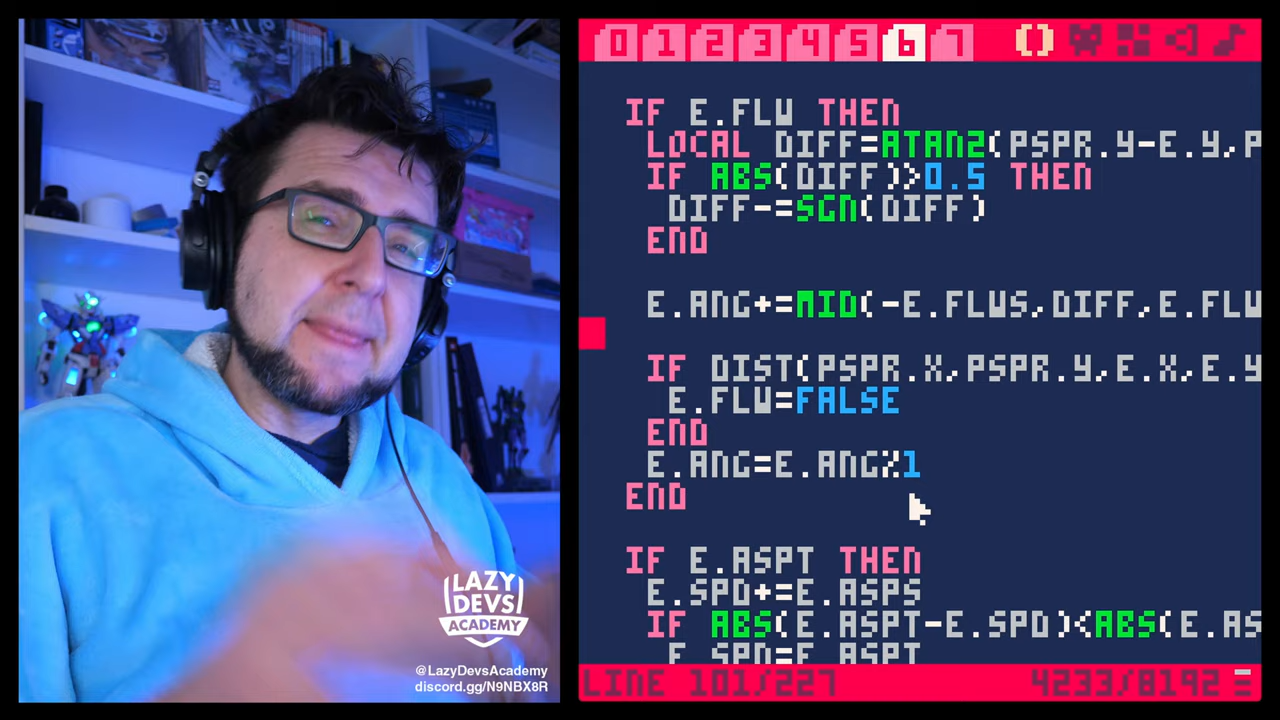 LAZY
DEVS
ACADEMY
@LazyDevsAcademy
discord.gg/N9NBX8R
0 1 2 3 4 5 6 7 ()
IF E.FLW THEN
LOCAL DIFF=ATAN2(PSPR.Y-E.Y,P
IF ABS(DIFF)>0.5 THEN
DIFF-=SGN(DIFF)
END
E.ANG+=MID(-E.FLWS,DIFF,E.FLW
IF DIST(PSPR.X,PSPR.Y,E.X,E.Y
E.FLW=FALSE
END
E.ANG=E.ANG%1
END
IF E.ASPT THEN
E.SPD+=E.ASPS
IF ABS(E.ASPT-E.SPD)<ABS(E.AS
E.SPD=E.ASPT
LINE 101/227 4233/8192